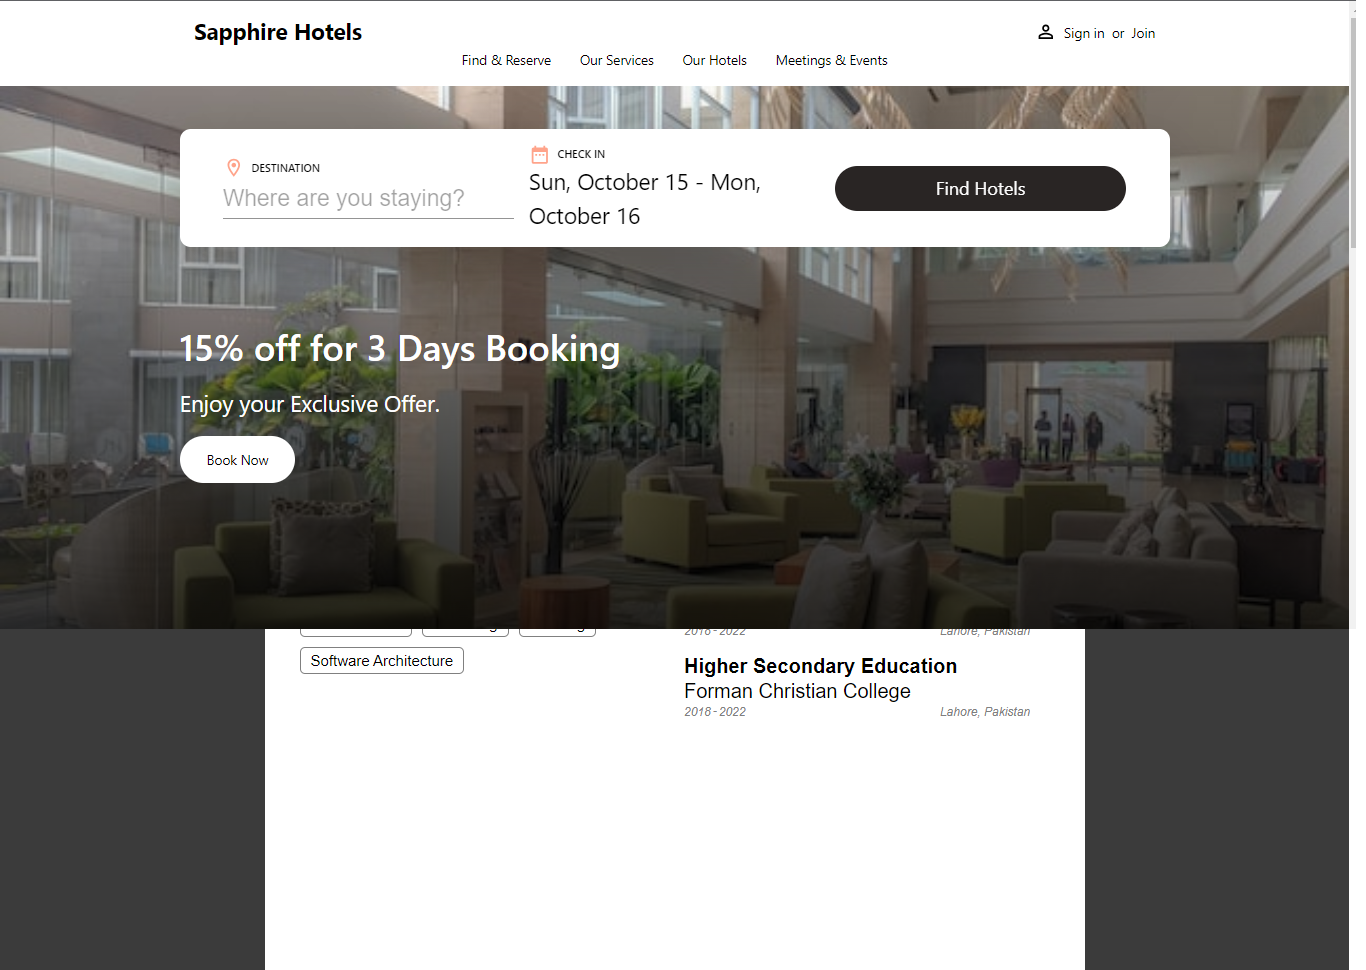 Sapphire Hotels
Sign in or Join
Find & Reserve Our Services Our Hotels Meetings & Events
DESTINATION
Where are you staying?
CHECK IN
Sun, October 15 - Mon,
October 16
Find Hotels
15% off for 3 Days Booking
Enjoy your Exclusive Offer.
Book Now
Software Architecture
2018 - 2022 Lahore, Pakistan
Higher Secondary Education
Forman Christian College
2018 - 2022 Lahore, Pakistan